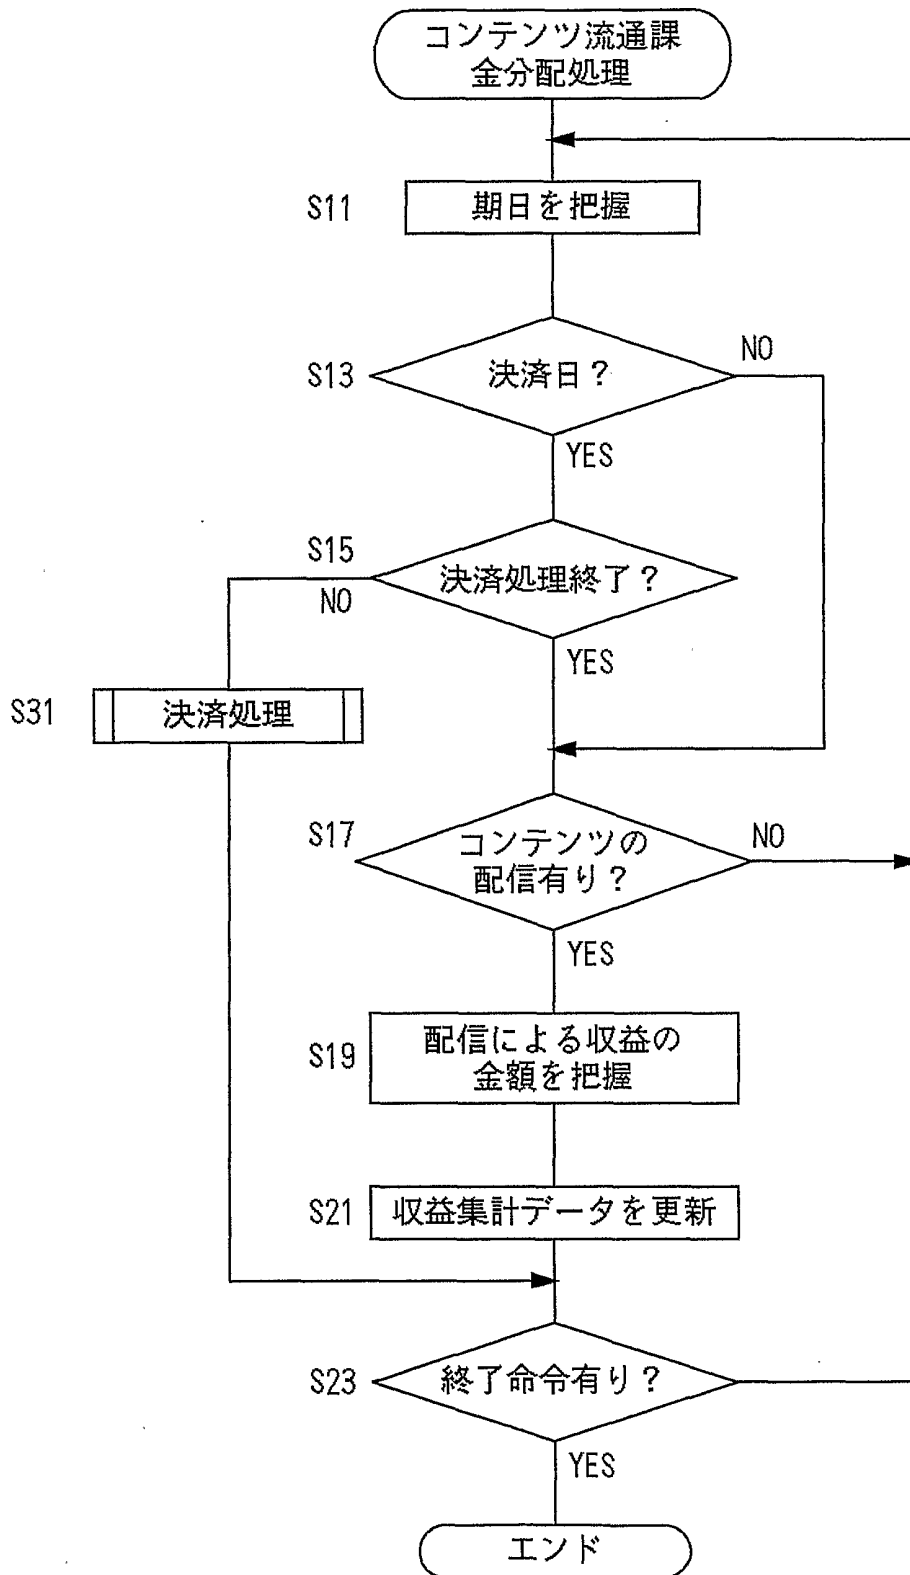 コンテンツ流通課
金分配処理
S11
期日を把握
S13
決済日？
NO
YES
S15
決済処理終了？
NO
YES
S31
決済処理
S17
コンテンツの
配信有り？
NO
YES
S19
配信による収益の
金額を把握
S21
収益集計データを更新
S23
終了命令有り？
YES
エンド